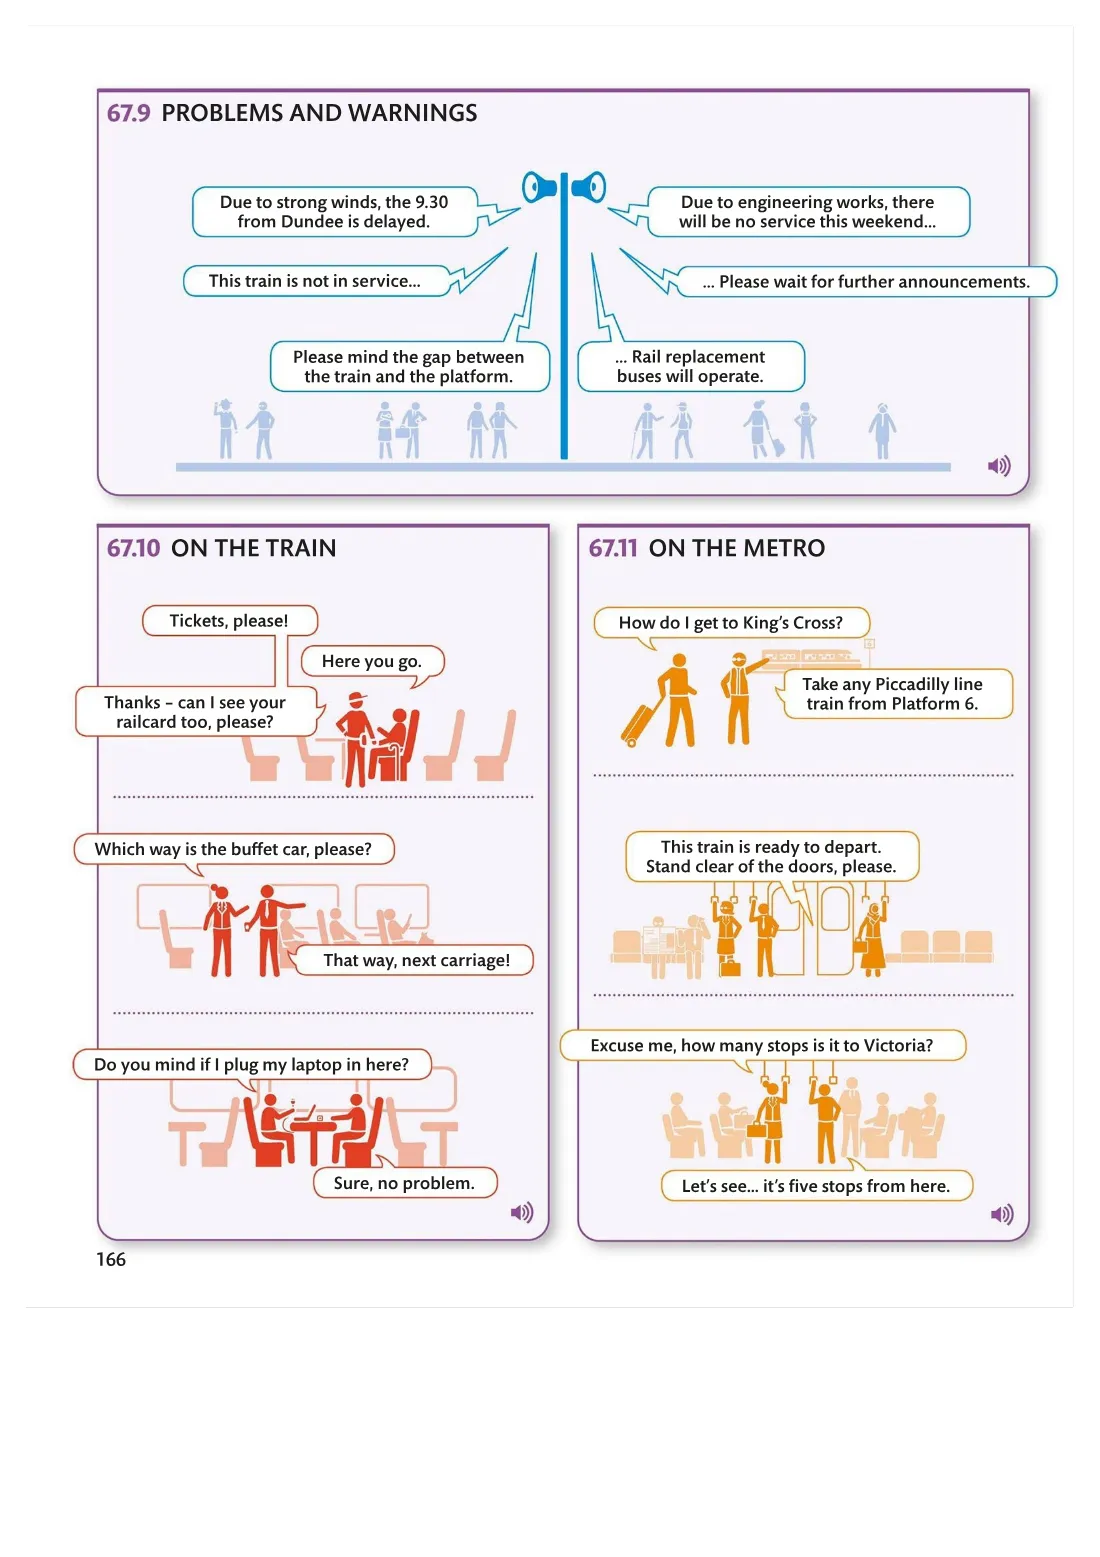 67.9 PROBLEMS AND WARNINGS
Due to strong winds, the 9.30
from Dundee is delayed.
Due to engineering works, there
will be no service this weekend...
This train is not in service...
... Please wait for further announcements.
Please mind the gap between
the train and the platform.
... Rail replacement
buses will operate.
67.10 ON THE TRAIN
Tickets, please!
Here you go.
Thanks – can I see your
railcard too, please?
Which way is the buffet car, please?
That way, next carriage!
Do you mind if I plug my laptop in here?
Sure, no problem.
67.11 ON THE METRO
How do I get to King's Cross?
Take any Piccadilly line
train from Platform 6.
This train is ready to depart.
Stand clear of the doors, please.
Excuse me, how many stops is it to Victoria?
Let's see... it's five stops from here.
166